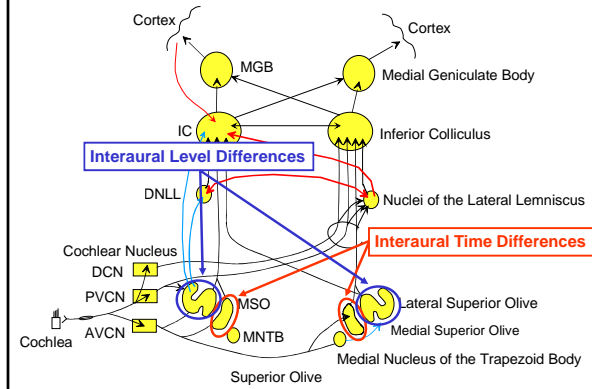 Cortex
Cortex
MGB
Medial Geniculate Body
IC
Inferior Colliculus
Interaural Level Differences
DNLL
Nuclei of the Lateral Lemniscus
Interaural Time Differences
Cochlear Nucleus
DCN
PVCN
MSO
Lateral Superior Olive
AVCN
Medial Superior Olive
MNTB
Cochlea
Medial Nucleus of the Trapezoid Body
Superior Olive